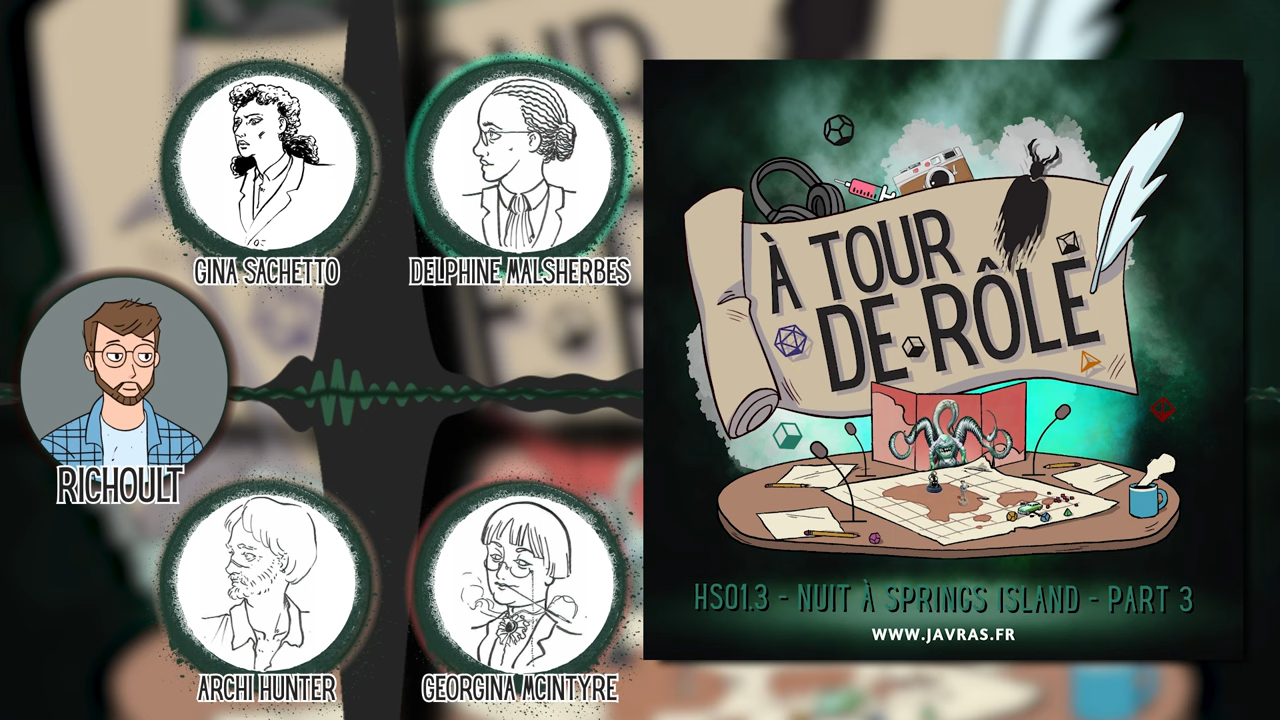 GINA SACHETTO
DELPHINE MALSHERBES
RICHOULT
ARCHI HUNTER
GEORGINA MCINTYRE
À TOUR
DE RÔLE
HS01.3 - NUIT À SPRINGS ISLAND - PART 3
WWW.JAVRAS.FR